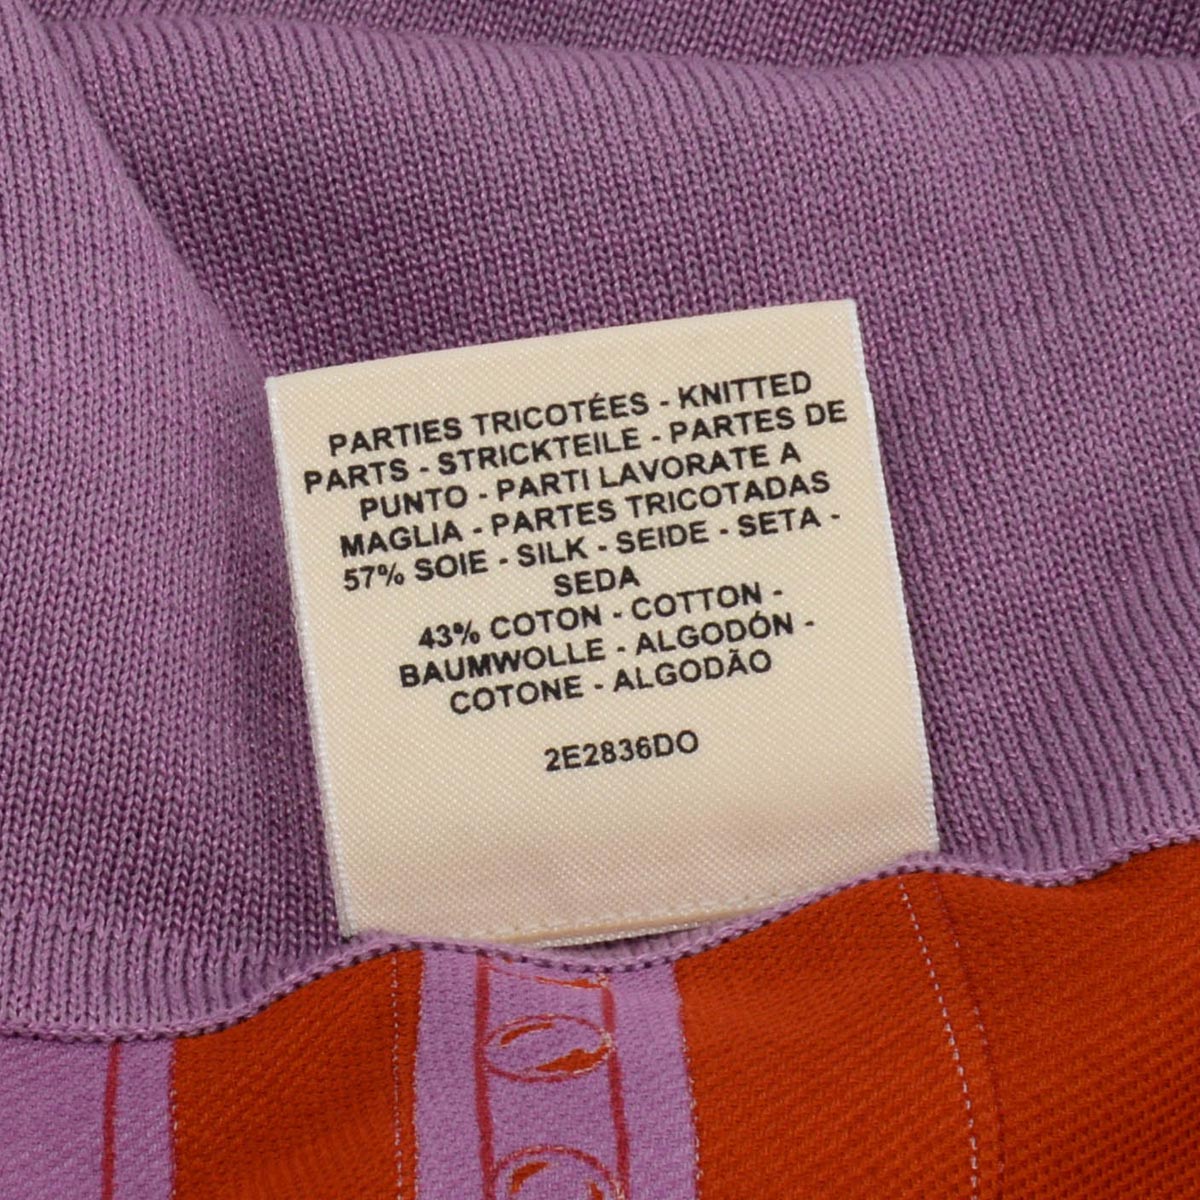 PARTIES TRICOTÉES - KNITTED
PARTS - STRICKTEILE - PARTES DE
PUNTO - PARTI LAVORATE A
MAGLIA - PARTES TRICOTADAS
57% SOIE - SILK - SEIDE - SETA -
SEDA
43% COTON - COTTON -
BAUMWOLLE - ALGODÓN -
COTONE - ALGODÃO
2E2836DO